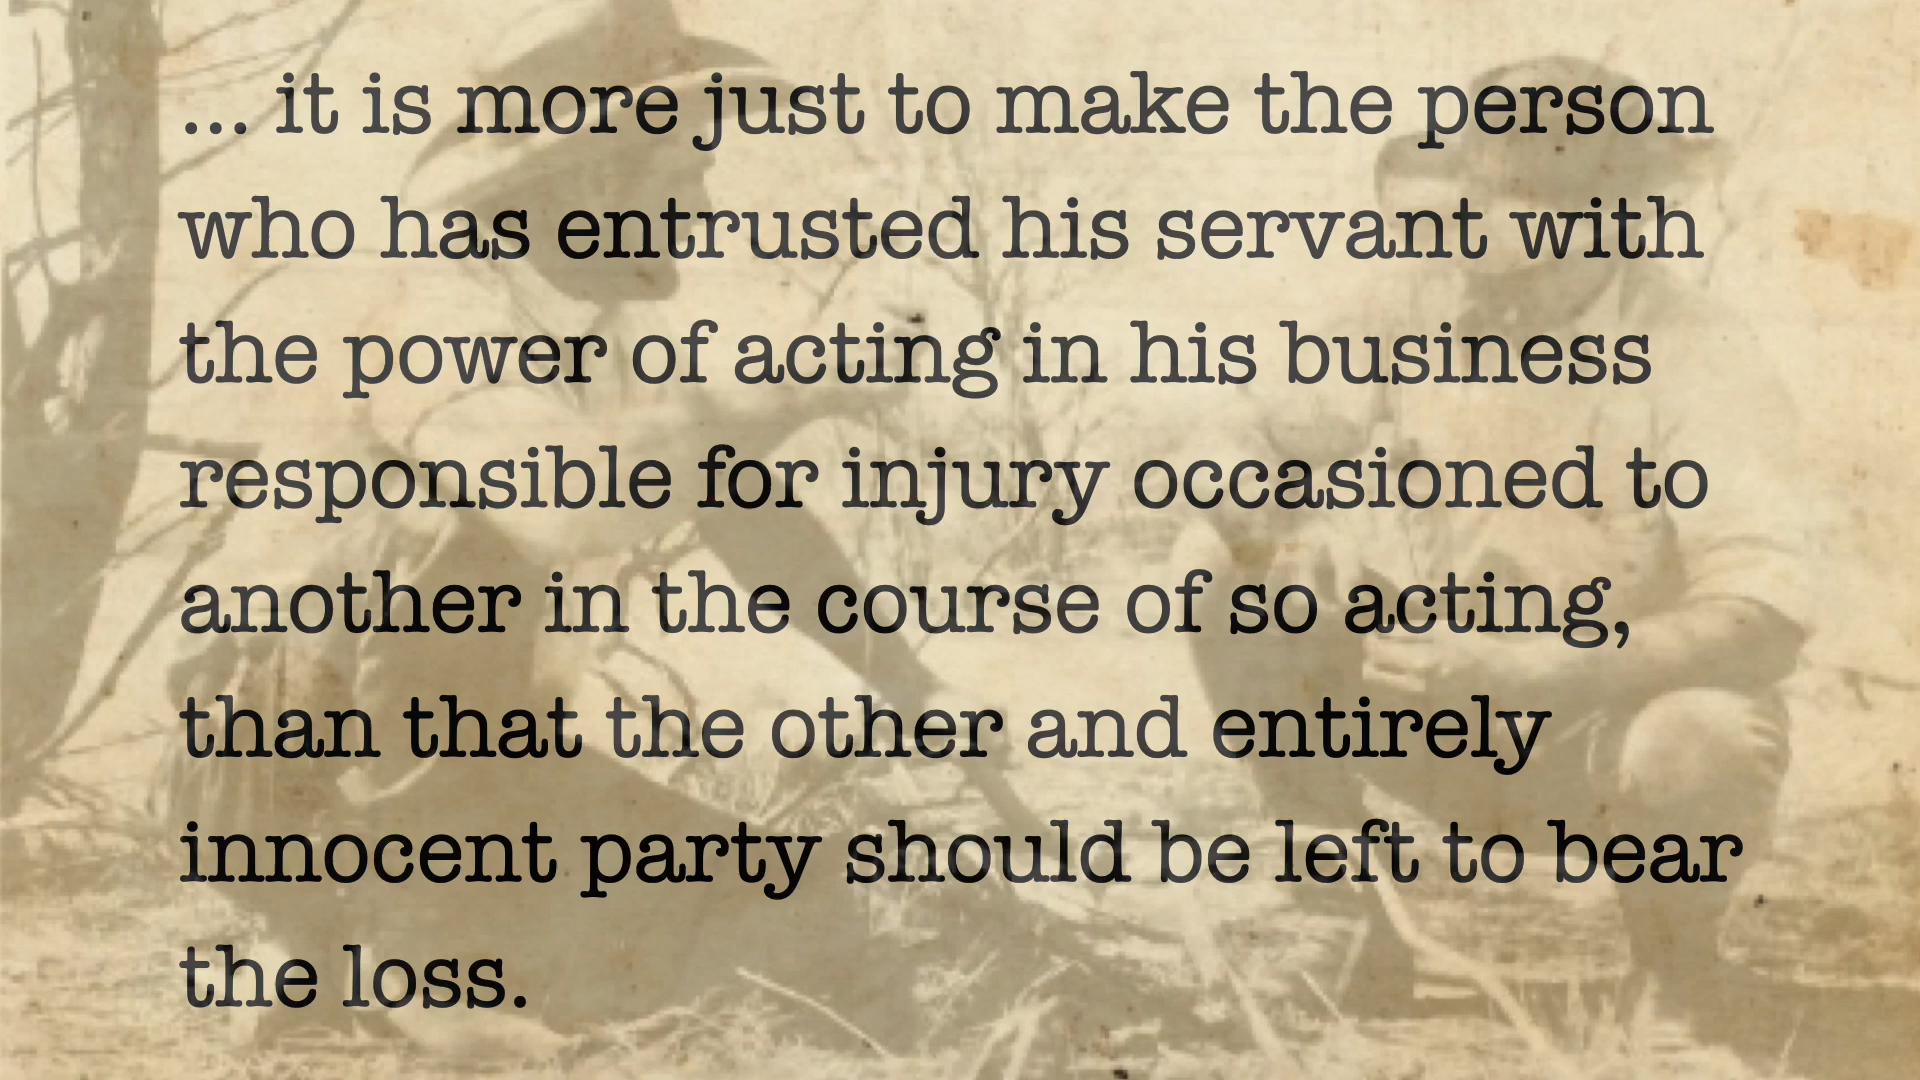 ... it is more just to make the person
who has entrusted his servant with
the power of acting in his business
responsible for injury occasioned to
another in the course of so acting,
than that the other and entirely
innocent party should be left to bear
the loss.